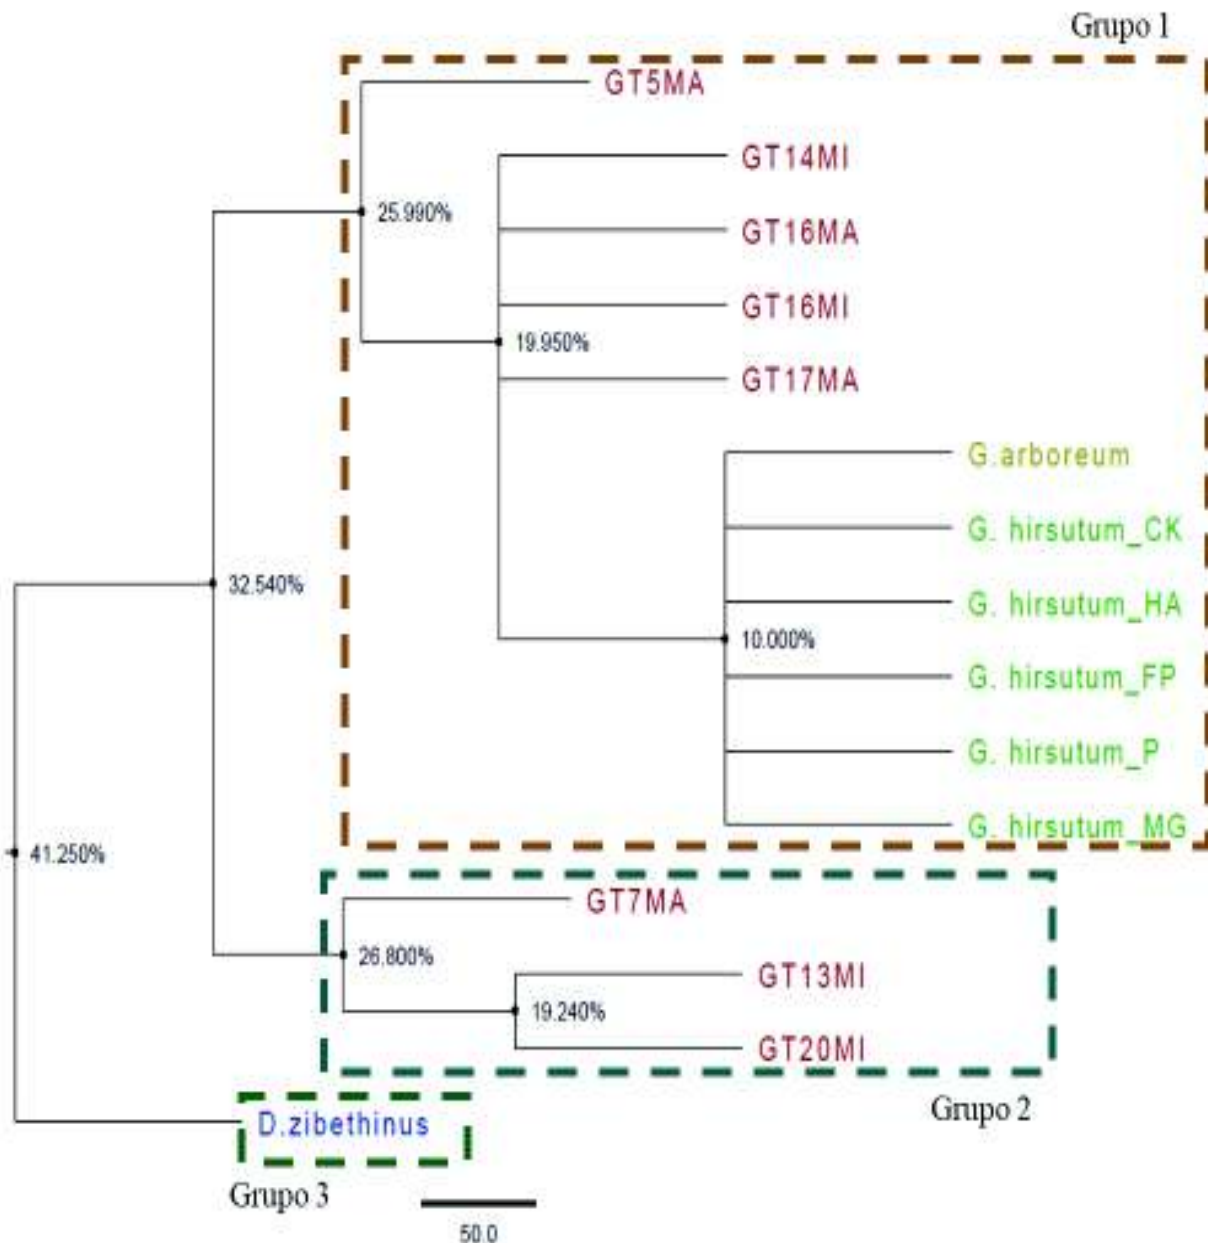 Grupo 1
GT5MA
GT14MI
25.990%
GT16MA
GT16MI
19.950%
GT17MA
G.arboreum
G. hirsutum_CK
32.540%
G. hirsutum_HA
10.000%
G. hirsutum_FP
G. hirsutum_P
G. hirsutum_MG
41.250%
GT7MA
26.800%
GT13MI
19.240%
GT20MI
Grupo 2
D.zibethinus
Grupo 3
50.0